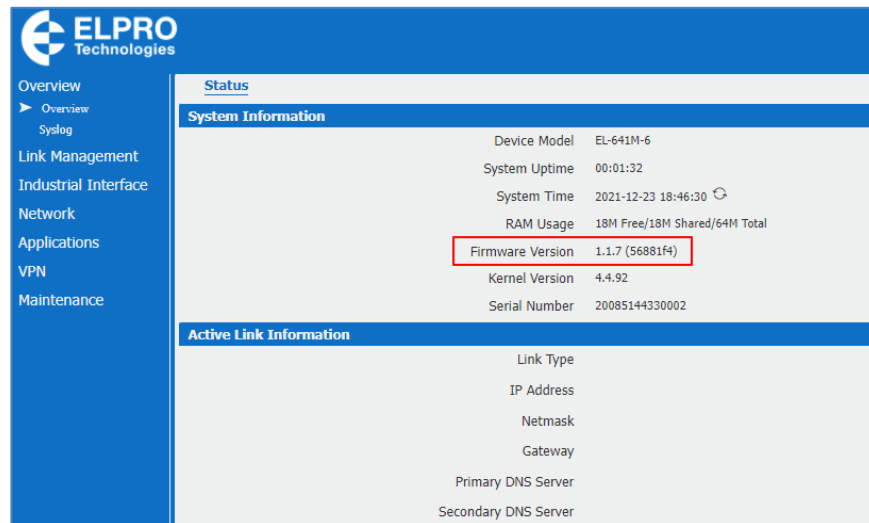 ELPRO
Technologies
Overview
Overview
Syslog
Link Management
Industrial Interface
Network
Applications
VPN
Maintenance
Status
System Information
Device Model EL-641M-6
System Uptime 00:01:32
System Time 2021-12-23 18:46:30
RAM Usage 18M Free/18M Shared/64M Total
Firmware Version 1.1.7 (56881f4)
Kernel Version 4.4.92
Serial Number 20085144330002
Active Link Information
Link Type
IP Address
Netmask
Gateway
Primary DNS Server
Secondary DNS Server